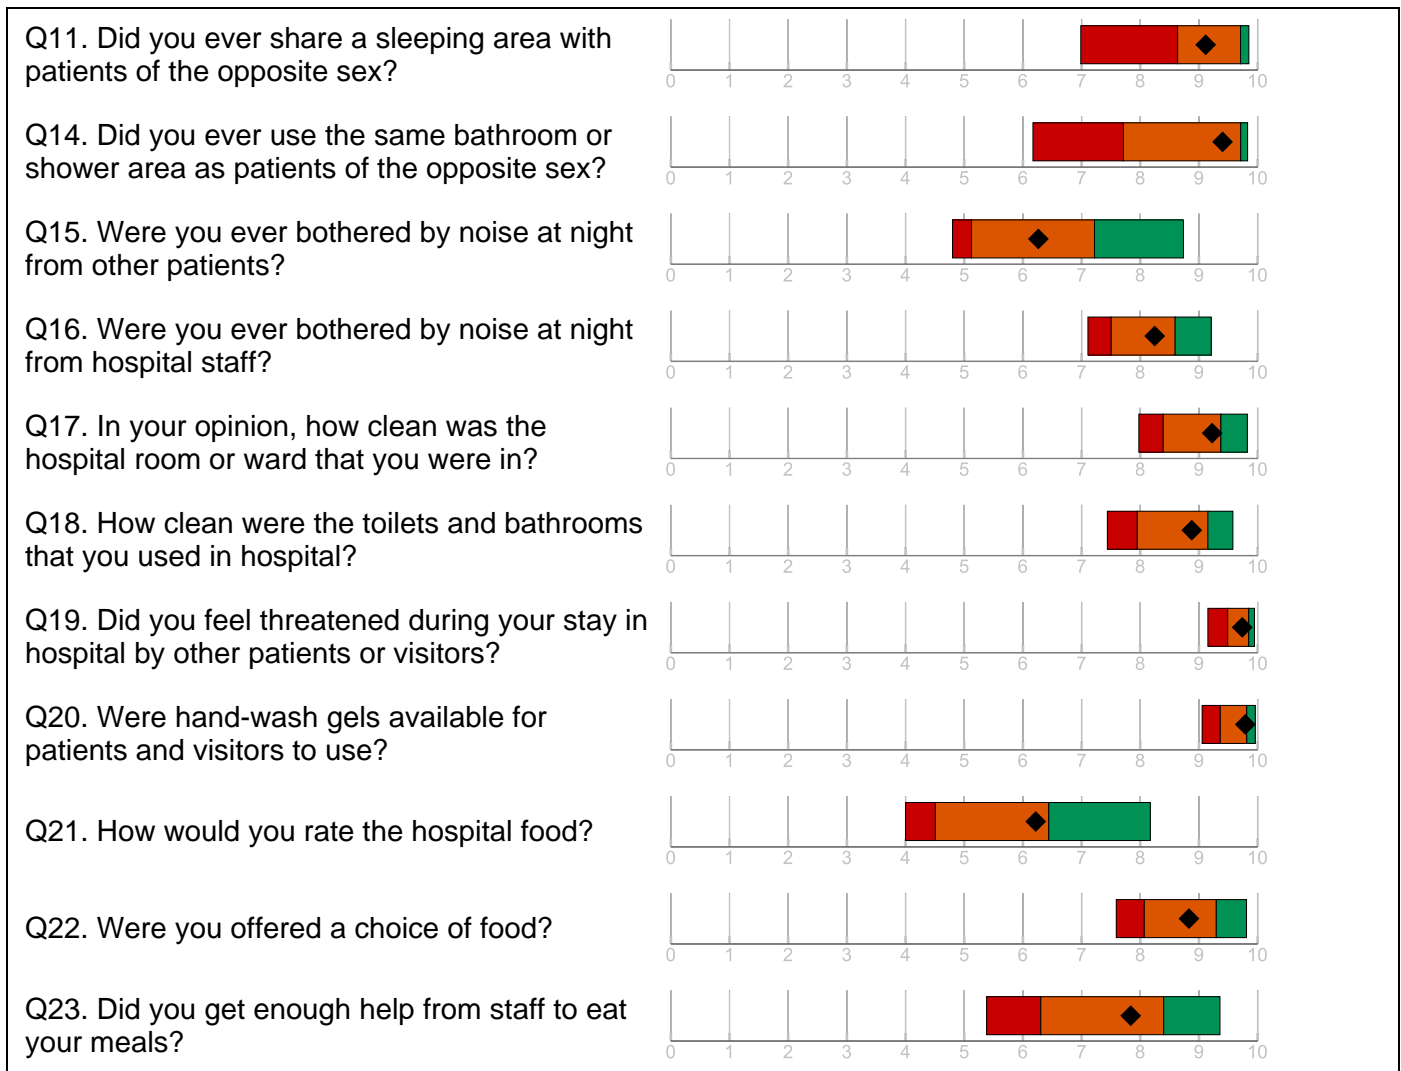 Q11. Did you ever share a sleeping area with
patients of the opposite sex?
0 1 2 3 4 5 6 7 8 9 10
Q14. Did you ever use the same bathroom or
shower area as patients of the opposite sex?
0 1 2 3 4 5 6 7 8 9 10
Q15. Were you ever bothered by noise at night
from other patients?
0 1 2 3 4 5 6 7 8 9 10
Q16. Were you ever bothered by noise at night
from hospital staff?
0 1 2 3 4 5 6 7 8 9 10
Q17. In your opinion, how clean was the
hospital room or ward that you were in?
0 1 2 3 4 5 6 7 8 9 10
Q18. How clean were the toilets and bathrooms
that you used in hospital?
0 1 2 3 4 5 6 7 8 9 10
Q19. Did you feel threatened during your stay in
hospital by other patients or visitors?
0 1 2 3 4 5 6 7 8 9 10
Q20. Were hand-wash gels available for
patients and visitors to use?
0 1 2 3 4 5 6 7 8 9 10
Q21. How would you rate the hospital food?
0 1 2 3 4 5 6 7 8 9 10
Q22. Were you offered a choice of food?
0 1 2 3 4 5 6 7 8 9 10
Q23. Did you get enough help from staff to eat
your meals?
0 1 2 3 4 5 6 7 8 9 10